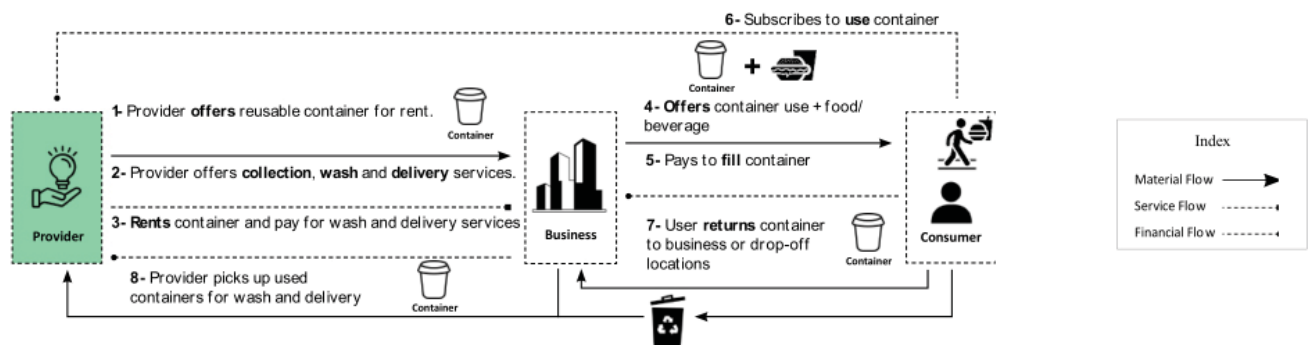 6- Subscribes to use container
Container
1- Provider offers reusable container for rent.
Container
4- Offers container use + food/
beverage
5- Pays to fill container
2- Provider offers collection, wash and delivery services.
3- Rents container and pay for wash and delivery services
Provider
Business
7- User returns container
to business or drop-off
locations
Container
Consumer
8- Provider picks up used
containers for wash and delivery
Container
Index
Material Flow
Service Flow
Financial Flow